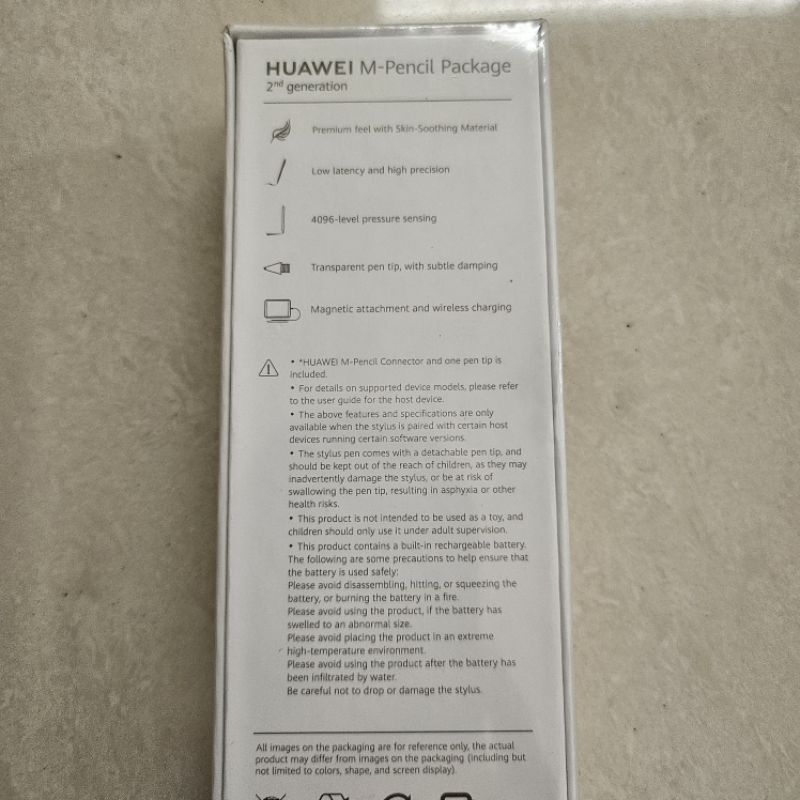 HUAWEI M-Pencil Package
2nd generation
Premium feel with Skin-Soothing Material
Low latency and high precision
4096-level pressure sensing
Transparent pen tip, with subtle damping
Magnetic attachment and wireless charging
• *HUAWEI M-Pencil Connector and one pen tip is
included.
• For details on supported device models, please refer
to the user guide for the host device.
• The above features and specifications are only
available when the stylus is paired with certain host
devices running certain software versions.
• The stylus pen comes with a detachable pen tip, and
should be kept out of the reach of children, as they may
inadvertently damage the stylus, or be at risk of
swallowing the pen tip, resulting in asphyxia or other
health risks.
• This product is not intended to be used as a toy, and
children should only use it under adult supervision.
• This product contains a built-in rechargeable battery.
The following are some precautions to help ensure that
the battery is used safely:
Please avoid disassembling, hitting, or squeezing the
battery, or burning the battery in a fire.
Please avoid using the product, if the battery has
swelled to an abnormal size.
Please avoid placing the product in an extreme
high-temperature environment.
Please avoid using the product after the battery has
been infiltrated by water.
Be careful not to drop or damage the stylus.
All images on the packaging are for reference only, the actual
product may differ from images on the packaging (including but
not limited to colors, shape, and screen display).